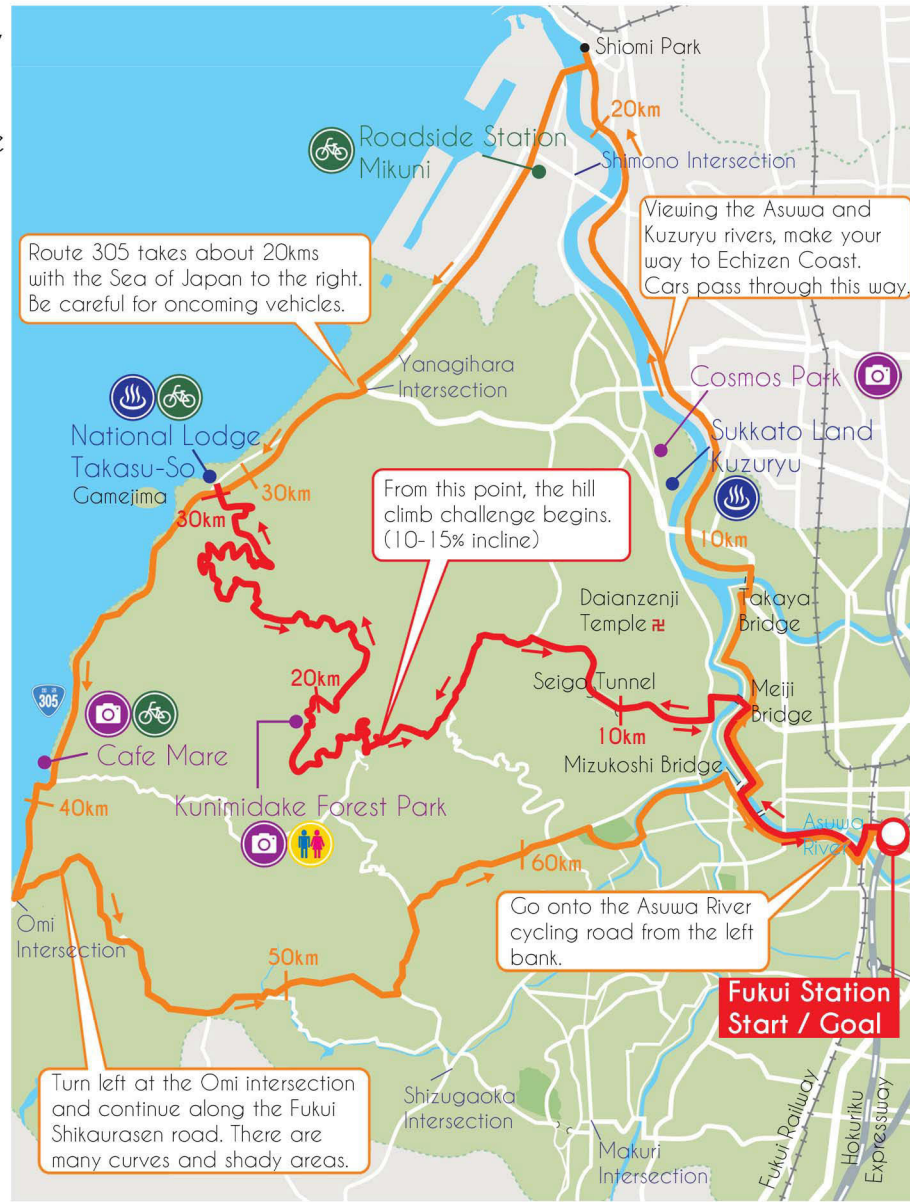 Shiomi Park
20km
Roadside Station
Mikuni
Shimono Intersection
Viewing the Asuwa and
Kuzuryu rivers, make your
way to Echizen Coast.
Cars pass through this way.
Route 305 takes about 20kms
with the Sea of Japan to the right.
Be careful for oncoming vehicles.
Yanagihara
Intersection
Cosmos Park
National Lodge
Takasu-So
Gamejima
Sukkato Land
Kuzuryu
30km
30km
From this point, the hill
climb challenge begins.
(10-15% incline)
10km
Daianzenji
Temple 卍
Takaya
Bridge
20km
Seiga Tunnel
Meiji
Bridge
305
10km
Cafe Mare
Mizukoshi Bridge
40km
Kunimidake Forest Park
Asuwa
River
60km
Omi
Intersection
Go onto the Asuwa River
cycling road from the left
bank.
50km
Fukui Station
Start / Goal
Turn left at the Omi intersection
and continue along the Fukui
Shikaurasen road. There are
many curves and shady areas.
Shizugaoka
Intersection
Makuri
Intersection
Fukui Railway
Hokuriku
Expressway